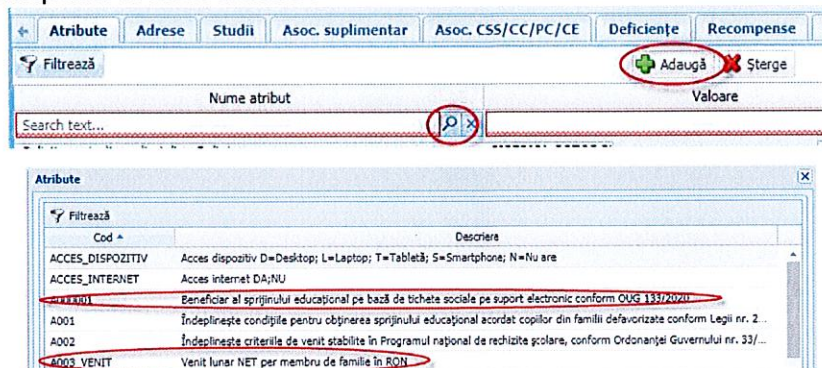 Atribute Adrese Studii Asoc. suplimentar Asoc. CSS/CC/PC/CE Deficiențe Recompense
Filtrează Adaugă Șterge
Nume atribut Valoare
Search text...
Atribute
Filtrează
Cod Descriere
ACCES_DISPOZITIV Acces dispozitiv D=Desktop; L=Laptop; T=Tabletă; S=Smartphone; N=Nu are
ACCES_INTERNET Acces internet DA;NU
Beneficiar al sprijinului educațional pe bază de tichete sociale pe suport electronic conform OUG 133/2020
A001 Îndeplinește condițiile pentru obținerea sprijinului educațional acordat copiilor din familii defavorizate conform Legii nr. 2...
A002 Îndeplinește criteriile de venit stabilite în Programul național de rechizite școlare, conform Ordonanței Guvernului nr. 33/...
A003_VENIT Venit lunar NET per membru de familie în RON